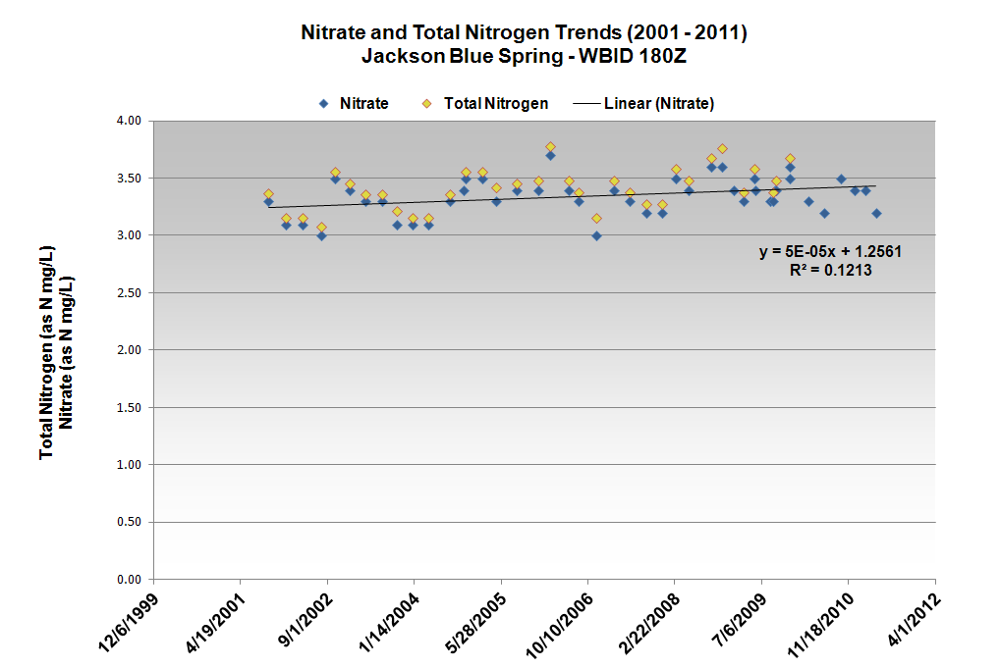 Nitrate and Total Nitrogen Trends (2001 - 2011)
Jackson Blue Spring - WBID 180Z
Nitrate Total Nitrogen Linear (Nitrate)
4.00
3.50
3.00
2.50
2.00
1.50
1.00
0.50
0.00
Total Nitrogen (as N mg/L)
Nitrate (as N mg/L)
y = 5E-05x + 1.2561
R² = 0.1213
12/6/1999
4/19/2001
9/1/2002
1/14/2004
5/28/2005
10/10/2006
2/22/2008
7/6/2009
11/18/2010
4/1/2012